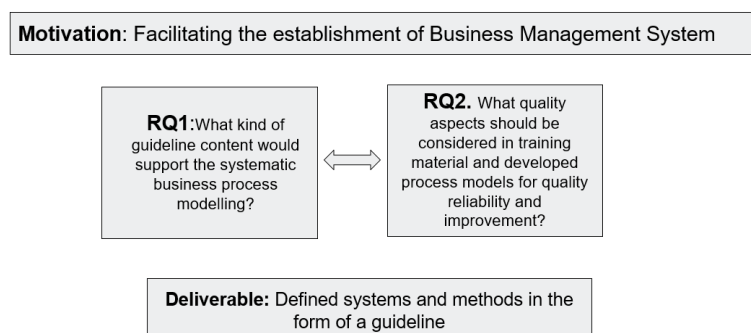 Motivation: Facilitating the establishment of Business Management System
RQ1:What kind of
guideline content would
support the systematic
business process
modelling?
RQ2. What quality
aspects should be
considered in training
material and developed
process models for quality
reliability and
improvement?
Deliverable: Defined systems and methods in the
form of a guideline